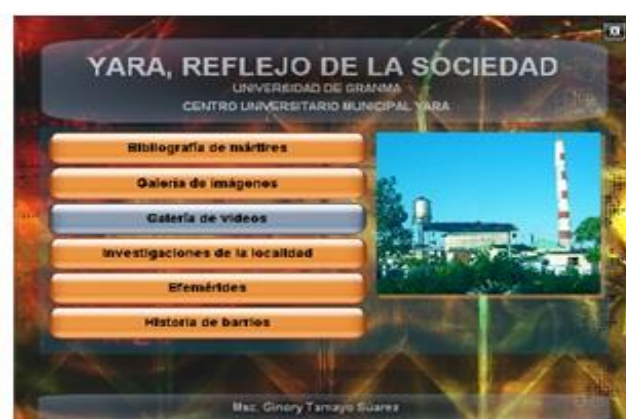 YARA, REFLEJO DE LA SOCIEDAD
UNIVERSIDAD DE GRANMA
CENTRO UNIVERSITARIO MUNICIPAL YARA
Bibliografía de mártires
Galería de imágenes
Galería de videos
Investigaciones de la localidad
Efemérides
Historia de barrios
Msc. Ginory Tamayo Suarez